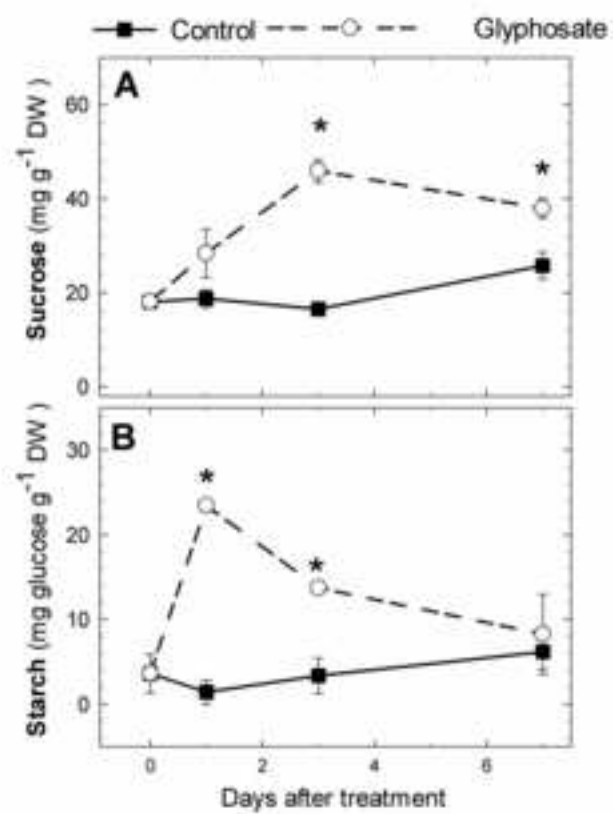 Control Glyphosate
A
60
40
20
0
Sucrose (mg g⁻¹ DW )
*
*
B
30
20
10
0
Starch (mg glucose g⁻¹ DW )
*
*
0 2 4 6
Days after treatment